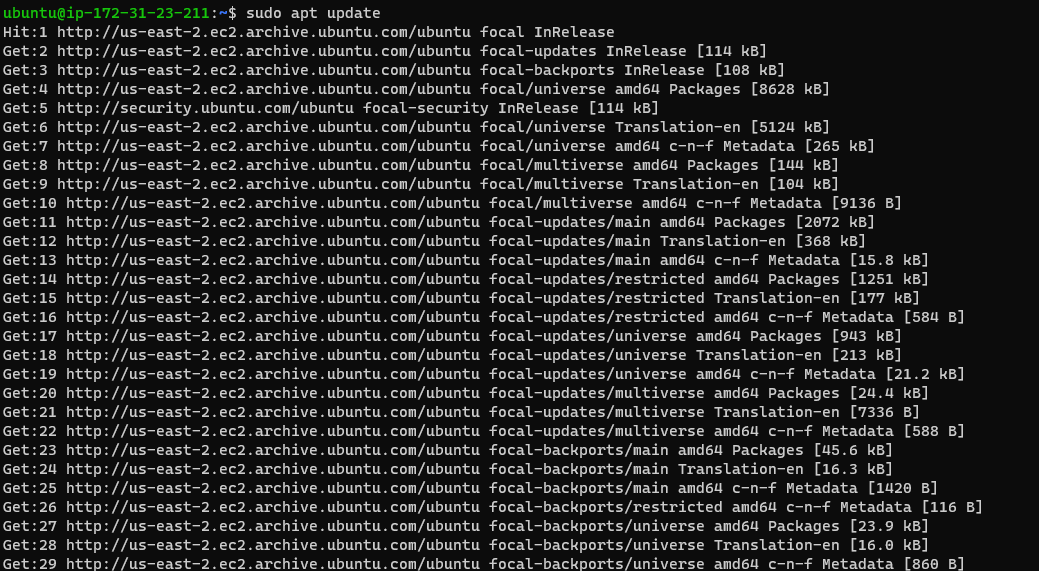 ubuntu@ip-172-31-23-211:~$ sudo apt update
Hit:1 http://us-east-2.ec2.archive.ubuntu.com/ubuntu focal InRelease
Get:2 http://us-east-2.ec2.archive.ubuntu.com/ubuntu focal-updates InRelease [114 kB]
Get:3 http://us-east-2.ec2.archive.ubuntu.com/ubuntu focal-backports InRelease [108 kB]
Get:4 http://us-east-2.ec2.archive.ubuntu.com/ubuntu focal/universe amd64 Packages [8628 kB]
Get:5 http://security.ubuntu.com/ubuntu focal-security InRelease [114 kB]
Get:6 http://us-east-2.ec2.archive.ubuntu.com/ubuntu focal/universe Translation-en [5124 kB]
Get:7 http://us-east-2.ec2.archive.ubuntu.com/ubuntu focal/universe amd64 c-n-f Metadata [265 kB]
Get:8 http://us-east-2.ec2.archive.ubuntu.com/ubuntu focal/multiverse amd64 Packages [144 kB]
Get:9 http://us-east-2.ec2.archive.ubuntu.com/ubuntu focal/multiverse Translation-en [104 kB]
Get:10 http://us-east-2.ec2.archive.ubuntu.com/ubuntu focal/multiverse amd64 c-n-f Metadata [9136 B]
Get:11 http://us-east-2.ec2.archive.ubuntu.com/ubuntu focal-updates/main amd64 Packages [2072 kB]
Get:12 http://us-east-2.ec2.archive.ubuntu.com/ubuntu focal-updates/main Translation-en [368 kB]
Get:13 http://us-east-2.ec2.archive.ubuntu.com/ubuntu focal-updates/main amd64 c-n-f Metadata [15.8 kB]
Get:14 http://us-east-2.ec2.archive.ubuntu.com/ubuntu focal-updates/restricted amd64 Packages [1251 kB]
Get:15 http://us-east-2.ec2.archive.ubuntu.com/ubuntu focal-updates/restricted Translation-en [177 kB]
Get:16 http://us-east-2.ec2.archive.ubuntu.com/ubuntu focal-updates/restricted amd64 c-n-f Metadata [584 B]
Get:17 http://us-east-2.ec2.archive.ubuntu.com/ubuntu focal-updates/universe amd64 Packages [943 kB]
Get:18 http://us-east-2.ec2.archive.ubuntu.com/ubuntu focal-updates/universe Translation-en [213 kB]
Get:19 http://us-east-2.ec2.archive.ubuntu.com/ubuntu focal-updates/universe amd64 c-n-f Metadata [21.2 kB]
Get:20 http://us-east-2.ec2.archive.ubuntu.com/ubuntu focal-updates/multiverse amd64 Packages [24.4 kB]
Get:21 http://us-east-2.ec2.archive.ubuntu.com/ubuntu focal-updates/multiverse Translation-en [7336 B]
Get:22 http://us-east-2.ec2.archive.ubuntu.com/ubuntu focal-updates/multiverse amd64 c-n-f Metadata [588 B]
Get:23 http://us-east-2.ec2.archive.ubuntu.com/ubuntu focal-backports/main amd64 Packages [45.6 kB]
Get:24 http://us-east-2.ec2.archive.ubuntu.com/ubuntu focal-backports/main Translation-en [16.3 kB]
Get:25 http://us-east-2.ec2.archive.ubuntu.com/ubuntu focal-backports/main amd64 c-n-f Metadata [1420 B]
Get:26 http://us-east-2.ec2.archive.ubuntu.com/ubuntu focal-backports/restricted amd64 c-n-f Metadata [116 B]
Get:27 http://us-east-2.ec2.archive.ubuntu.com/ubuntu focal-backports/universe amd64 Packages [23.9 kB]
Get:28 http://us-east-2.ec2.archive.ubuntu.com/ubuntu focal-backports/universe Translation-en [16.0 kB]
Get:29 http://us-east-2.ec2.archive.ubuntu.com/ubuntu focal-backports/universe amd64 c-n-f Metadata [860 B]